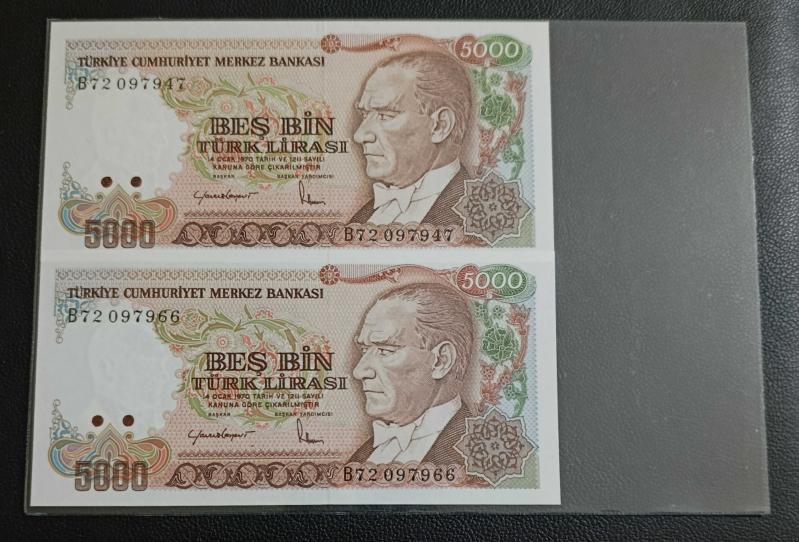 5000
TÜRKİYE CUMHURİYET MERKEZ BANKASI
B72 097947
BEŞ BİN
TÜRK LİRASI
14 OCAK 1970 TARİH VE 1211 SAYILI
KANUNA GÖRE ÇIKARILMIŞTIR
BAŞKAN BAŞKAN YARDIMCISI
5000
B72 097947
5000
TÜRKİYE CUMHURİYET MERKEZ BANKASI
B72 097966
BEŞ BİN
TÜRK LİRASI
14 OCAK 1970 TARİH VE 1211 SAYILI
KANUNA GÖRE ÇIKARILMIŞTIR
BAŞKAN BAŞKAN YARDIMCISI
5000
B72 097966